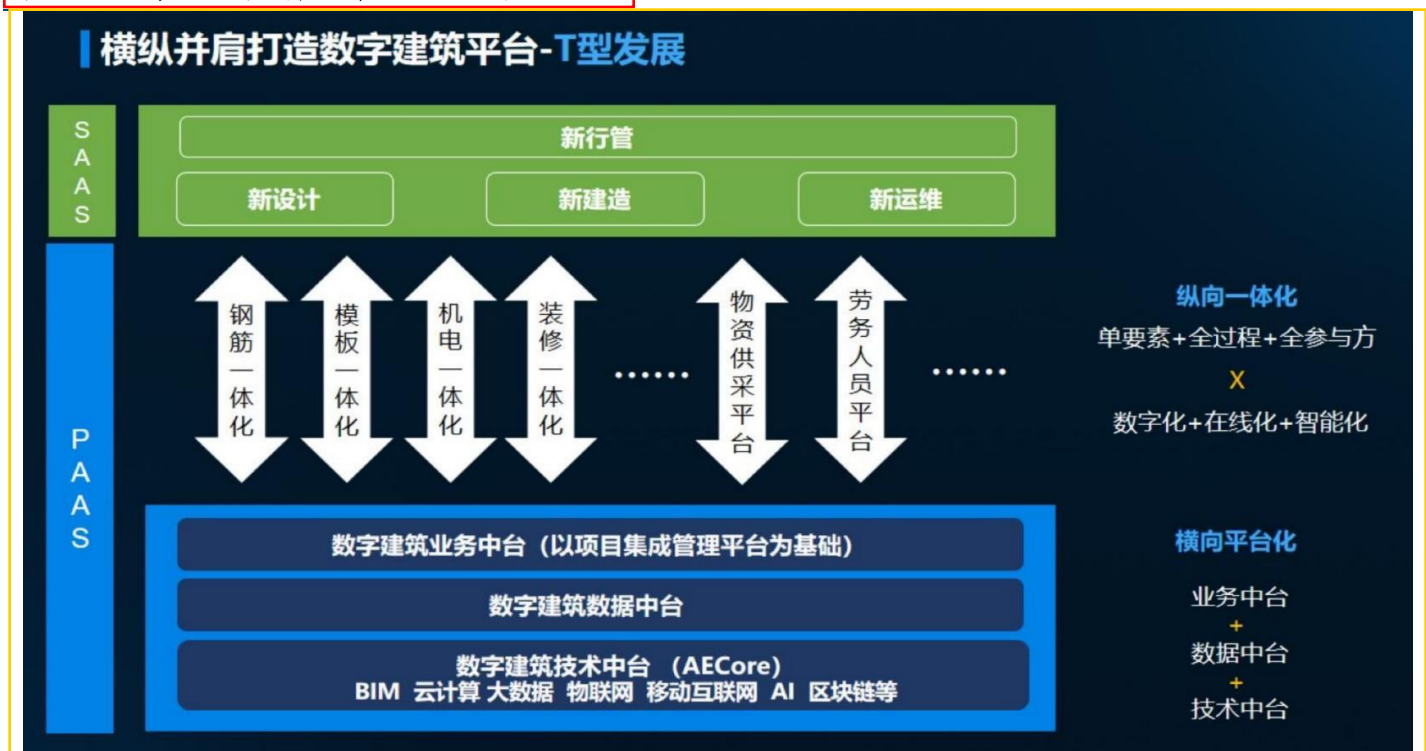 横纵并肩打造数字建筑平台-T型发展
SAAS
新行管
新设计
新建造
新运维
PAAS
钢筋一体化
模板一体化
机电一体化
装修一体化
……
物资供采平台
劳务人员平台
……
纵向一体化
单要素+全过程+全参与方
X
数字化+在线化+智能化
数字建筑业务中台（以项目集成管理平台为基础）
数字建筑数据中台
数字建筑技术中台 （AECore）
BIM 云计算 大数据 物联网 移动互联网 AI 区块链等
横向平台化
业务中台
+
数据中台
+
技术中台